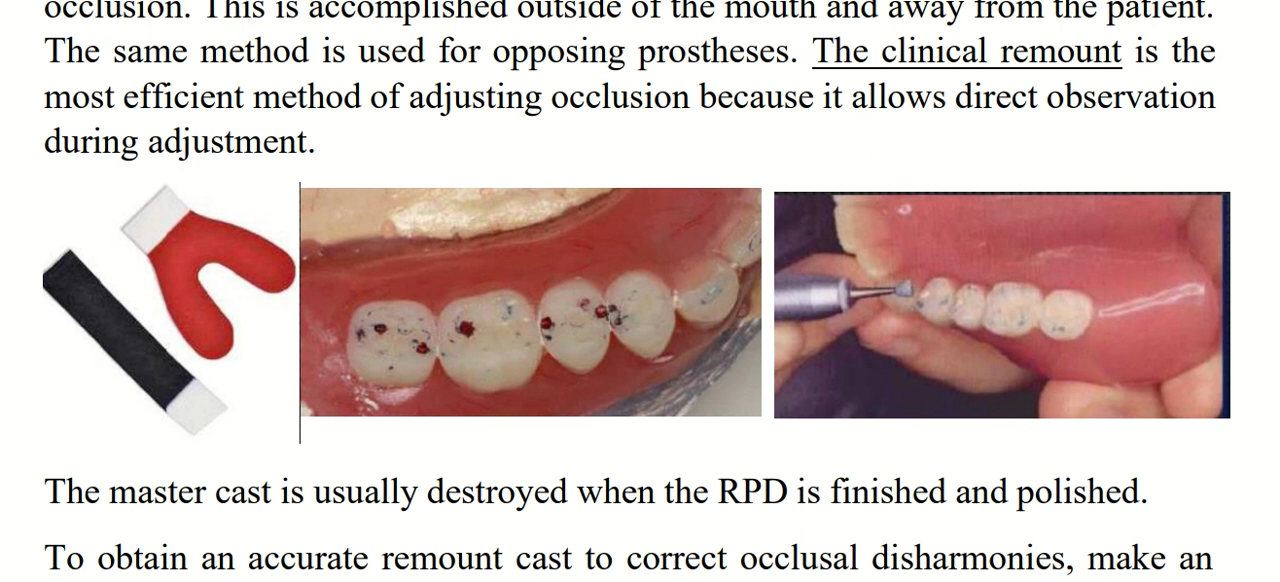 occlusion. This is accomplished outside of the mouth and away from the patient.
The same method is used for opposing prostheses. The clinical remount is the
most efficient method of adjusting occlusion because it allows direct observation
during adjustment.
The master cast is usually destroyed when the RPD is finished and polished.
To obtain an accurate remount cast to correct occlusal disharmonies, make an